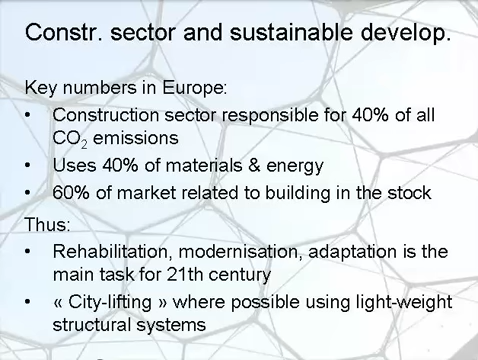 Constr. sector and sustainable develop.
Key numbers in Europe:
• Construction sector responsible for 40% of all
CO₂ emissions
• Uses 40% of materials & energy
• 60% of market related to building in the stock
Thus:
• Rehabilitation, modernisation, adaptation is the
main task for 21th century
• « City-lifting » where possible using light-weight
structural systems